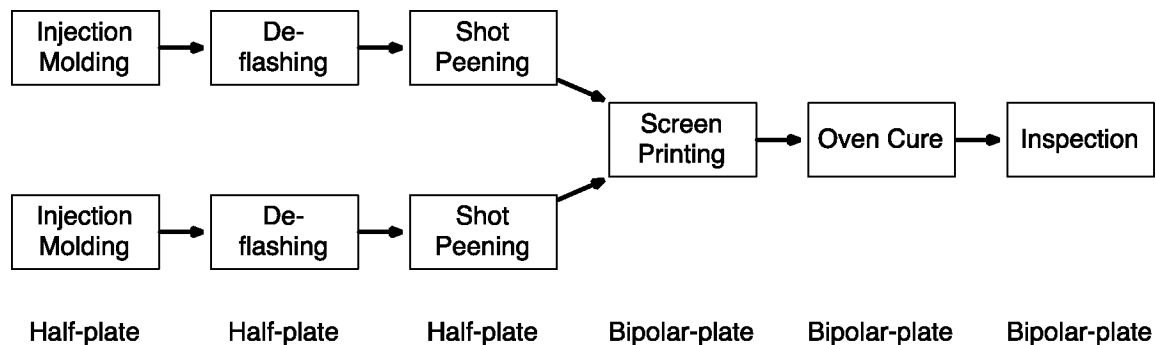 Injection
Molding
De-
flashing
Shot
Peening
Screen
Printing
Oven Cure
Inspection
Injection
Molding
De-
flashing
Shot
Peening
Half-plate
Half-plate
Half-plate
Bipolar-plate
Bipolar-plate
Bipolar-plate